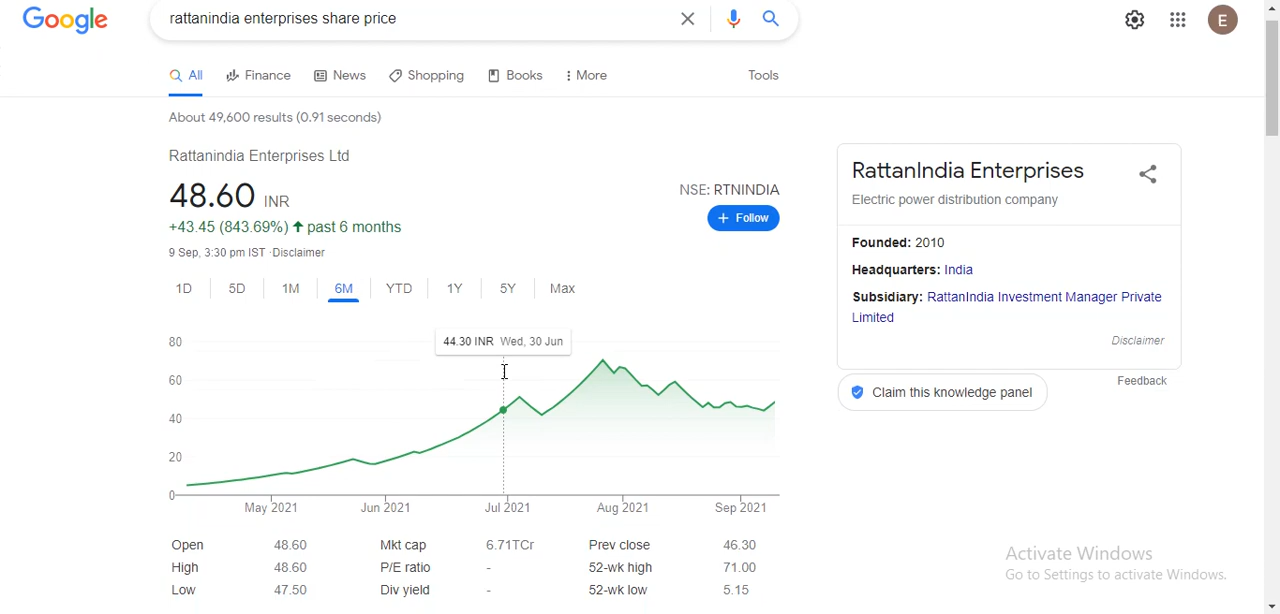 Google
rattanindia enterprises share price
E
All Finance News Shopping Books More Tools
About 49,600 results (0.91 seconds)
Rattanindia Enterprises Ltd
48.60 INR
+43.45 (843.69%) past 6 months
9 Sep, 3:30 pm IST · Disclaimer
NSE: RTNINDIA
+ Follow
1D 5D 1M 6M YTD 1Y 5Y Max
44.30 INR Wed, 30 Jun
80
60
40
20
0
May 2021 Jun 2021 Jul 2021 Aug 2021 Sep 2021
Open 48.60 Mkt cap 6.71TCr Prev close 46.30
High 48.60 P/E ratio - 52-wk high 71.00
Low 47.50 Div yield - 52-wk low 5.15
RattanIndia Enterprises
Electric power distribution company
Founded: 2010
Headquarters: India
Subsidiary: RattanIndia Investment Manager Private
Limited
Disclaimer
Feedback
Claim this knowledge panel
Activate Windows
Go to Settings to activate Windows.